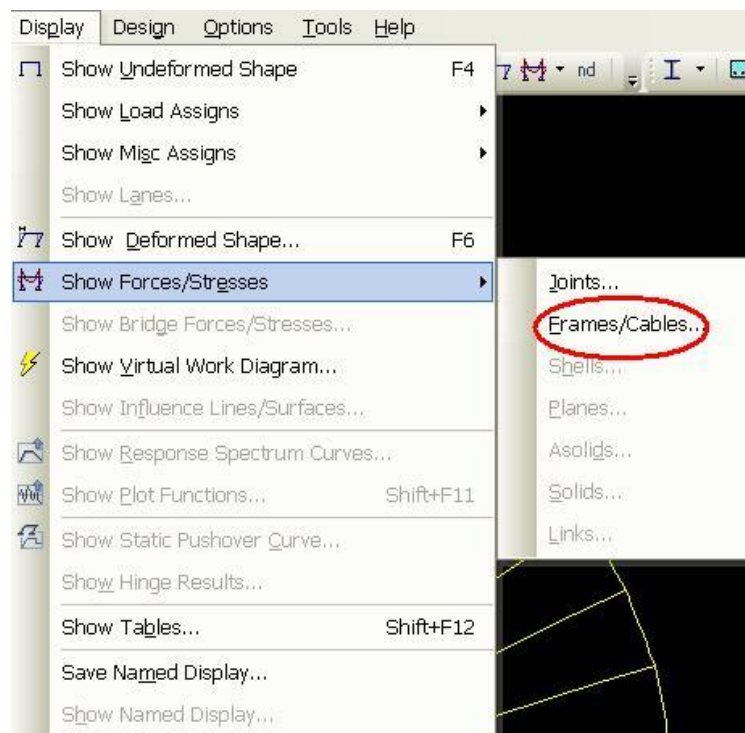 Display Design Options Tools Help
Show Undeformed Shape F4
nd
Show Load Assigns
Show Misc Assigns
Show Lanes...
Show Deformed Shape... F6
Show Forces/Stresses
Joints...
Show Bridge Forces/Stresses...
Frames/Cables...
Show Virtual Work Diagram...
Shells...
Show Influence Lines/Surfaces...
Planes...
Show Response Spectrum Curves...
Asolids...
Show Plot Functions... Shift+F11
Solids...
Show Static Pushover Curve...
Links...
Show Hinge Results...
Show Tables... Shift+F12
Save Named Display...
Show Named Display...